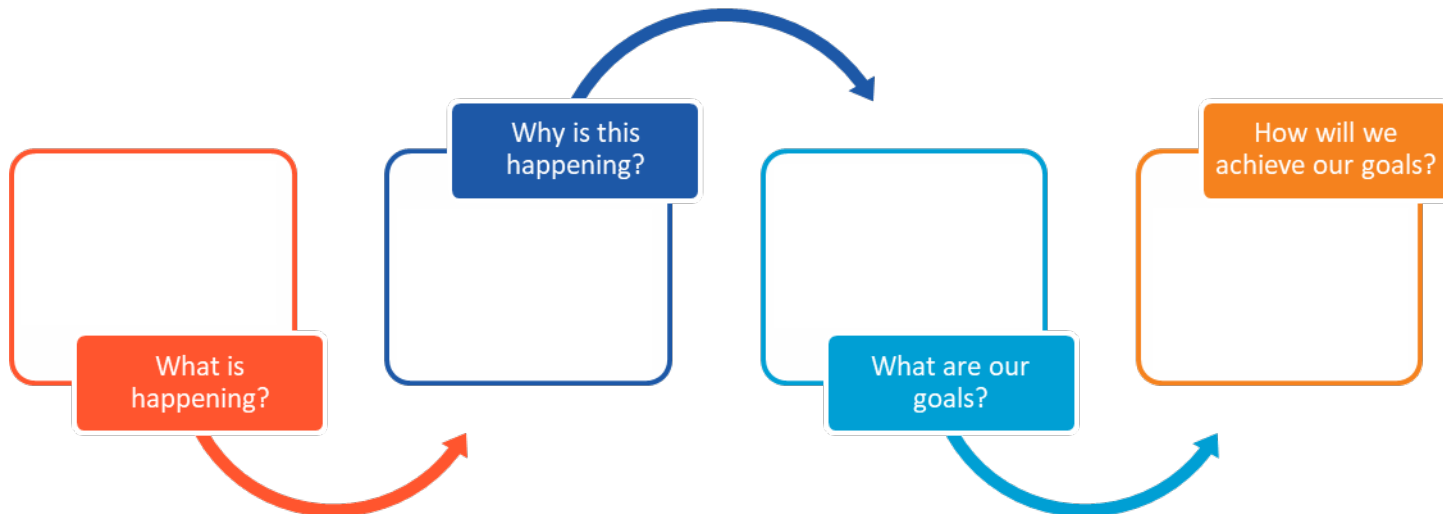 What is
happening?
Why is this
happening?
What are our
goals?
How will we
achieve our goals?